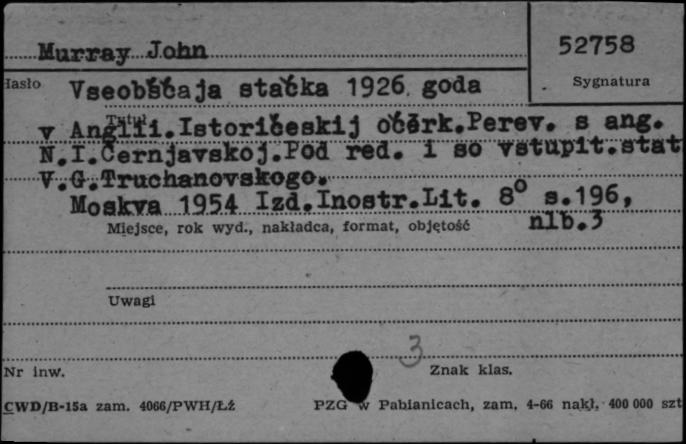 Murray John
52758
Hasło
Sygnatura
Vseobščaja stačka 1926 goda
Tytuł
v Anglii.Istoričeskij očerk.Perev. s ang.
N.I.Černjavskoj.Pod red. i so vstupit.stat
V.G.Truchanovskogo.
Moskva 1954 Izd.Inostr.Lit. 8⁰ s.196,
nlb.3
Miejsce, rok wyd., nakładca, format, objętość
Uwagi
3
Nr inw.
Znak klas.
CWD/B-15a zam. 4066/PWH/Łż
PZG w Pabianicach, zam. 4-66 nakł. 400 000 szt